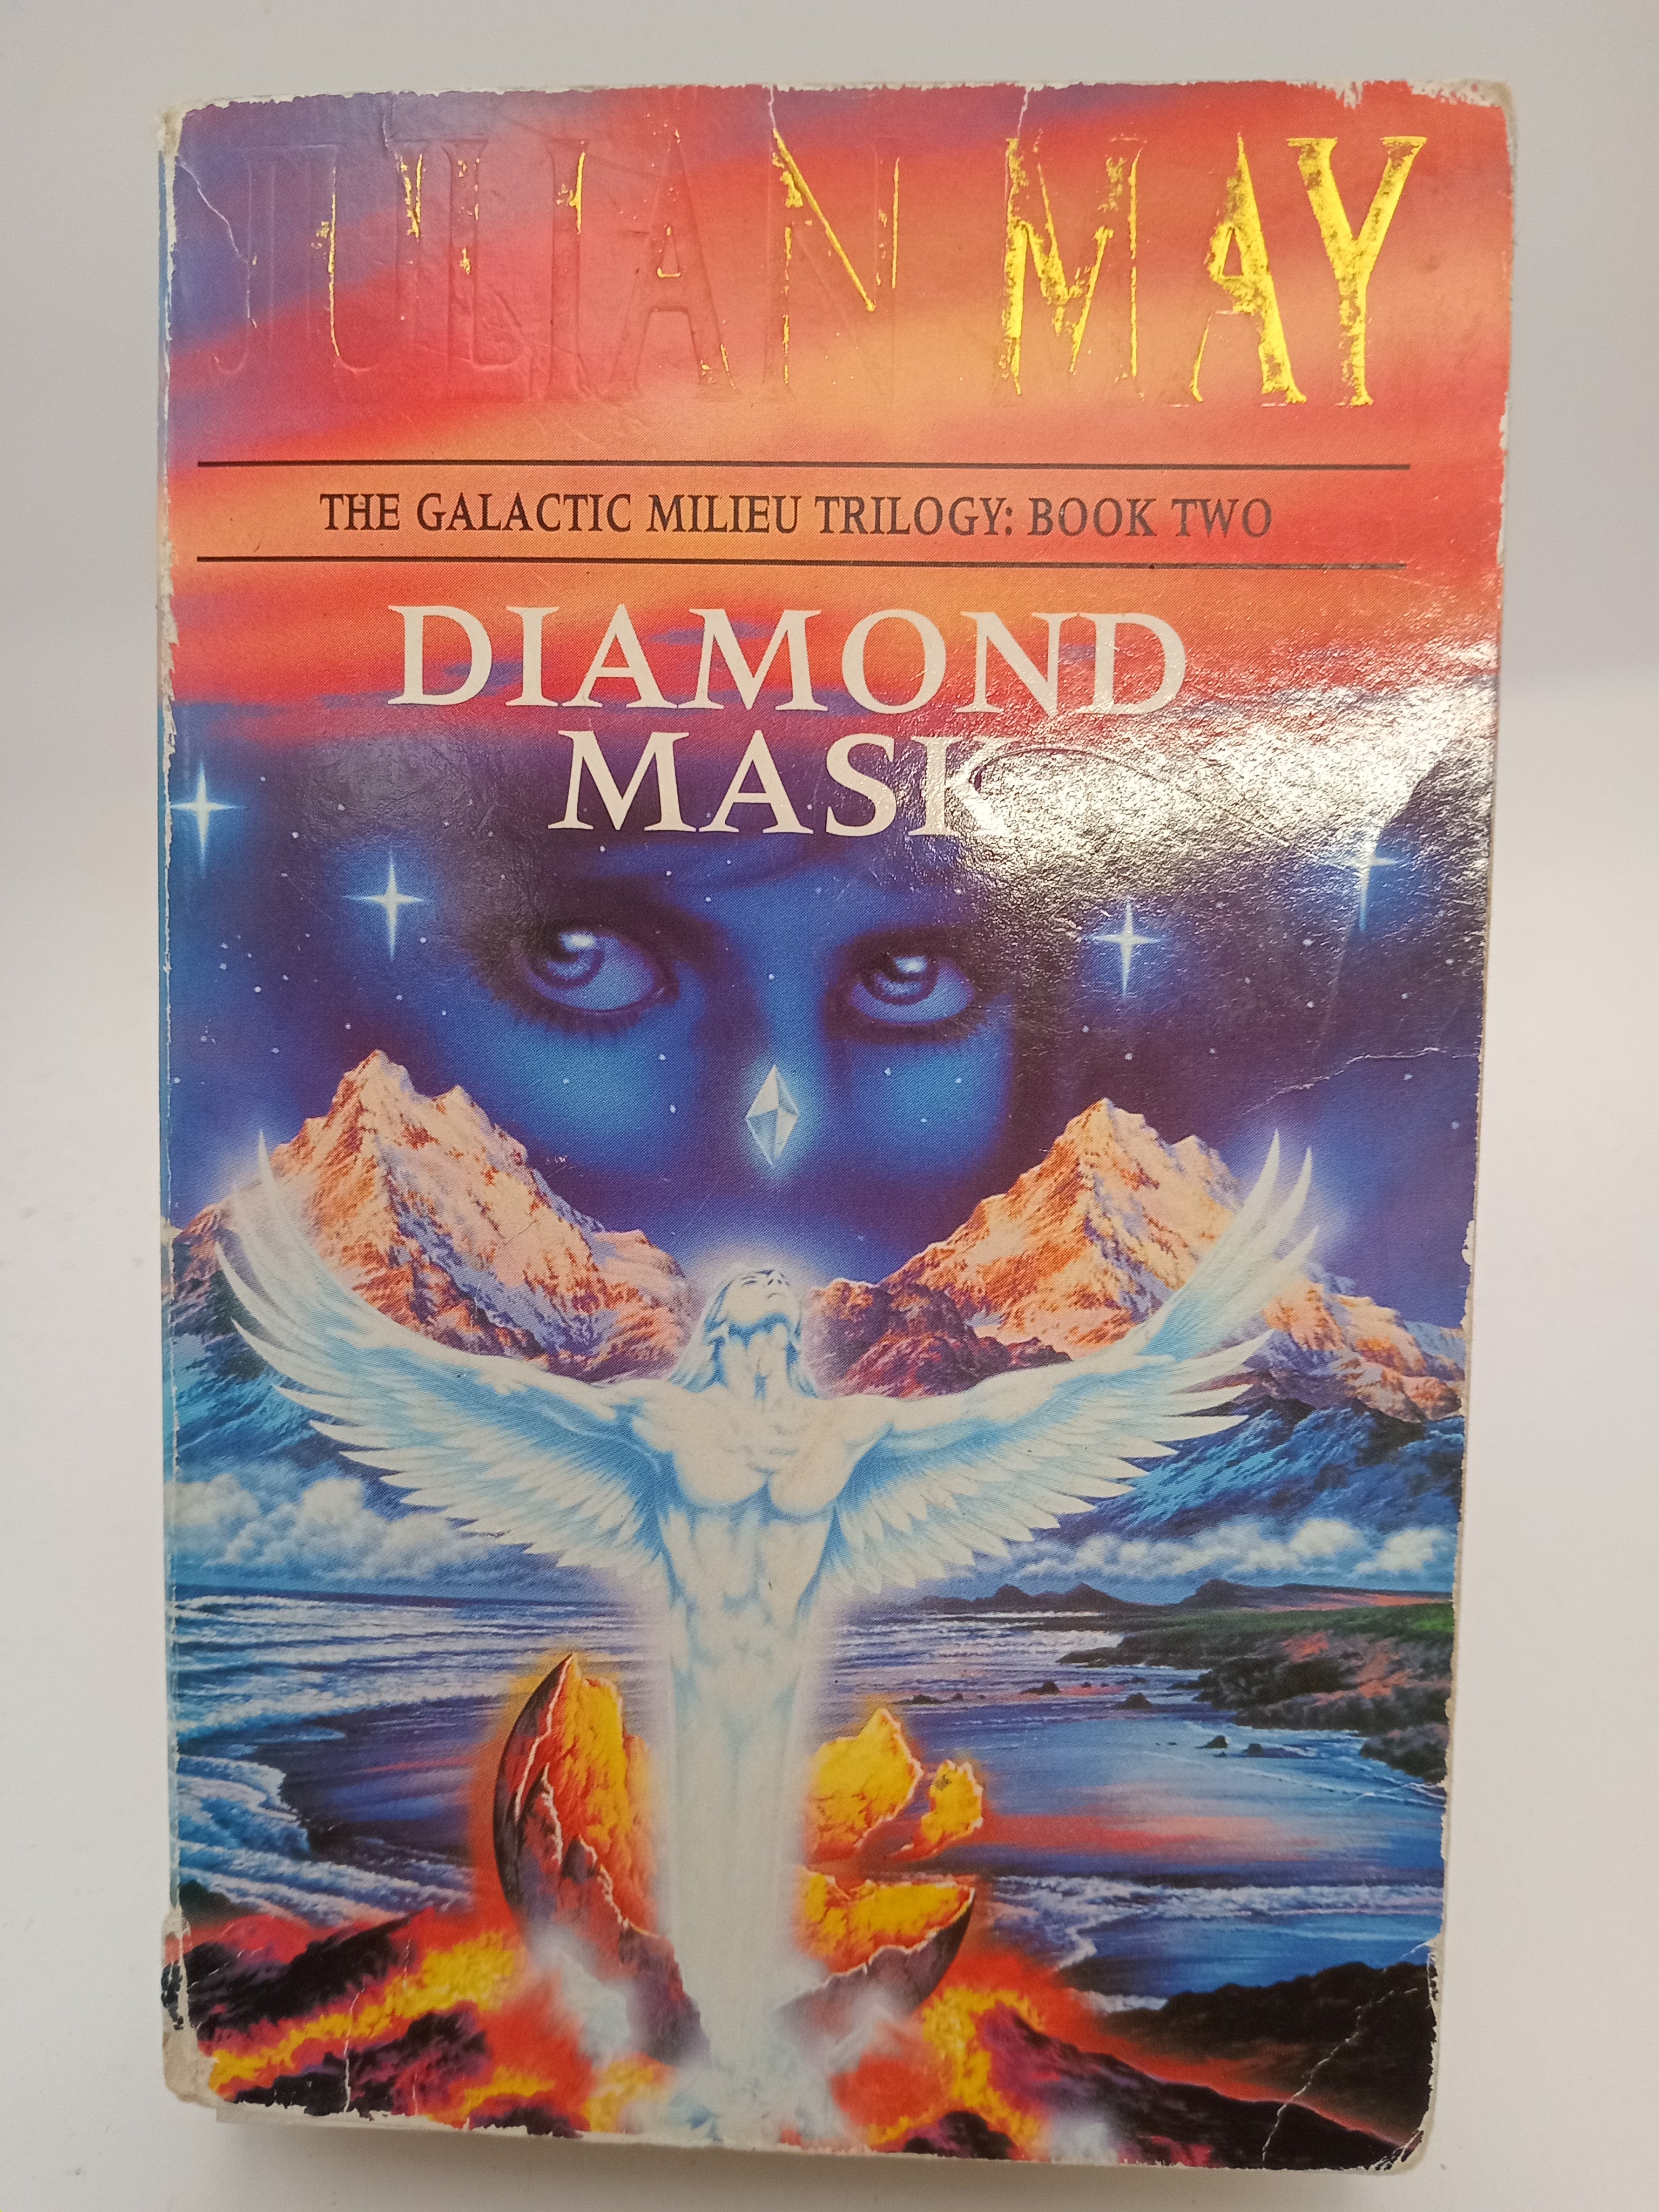 JULIAN MAY
THE GALACTIC MILIEU TRILOGY: BOOK TWO
DIAMOND
MASK